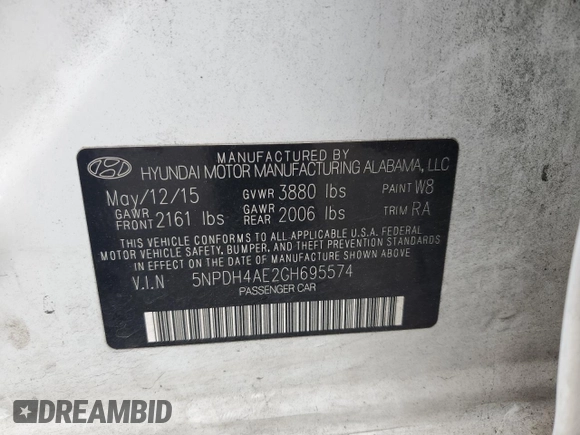 MANUFACTURED BY
HYUNDAI MOTOR MANUFACTURING ALABAMA, LLC
May/12/15 GVWR 3880 lbs PAINT W8
GAWR FRONT 2161 lbs GAWR REAR 2006 lbs TRIM RA
THIS VEHICLE CONFORMS TO ALL APPLICABLE U.S.A. FEDERAL
MOTOR VEHICLE SAFETY, BUMPER, AND THEFT PREVENTION STANDARDS
IN EFFECT ON THE DATE OF MANUFACTURE SHOWN ABOVE.
V.I.N 5NPDH4AE2GH695574
PASSENGER CAR
DREAMBID